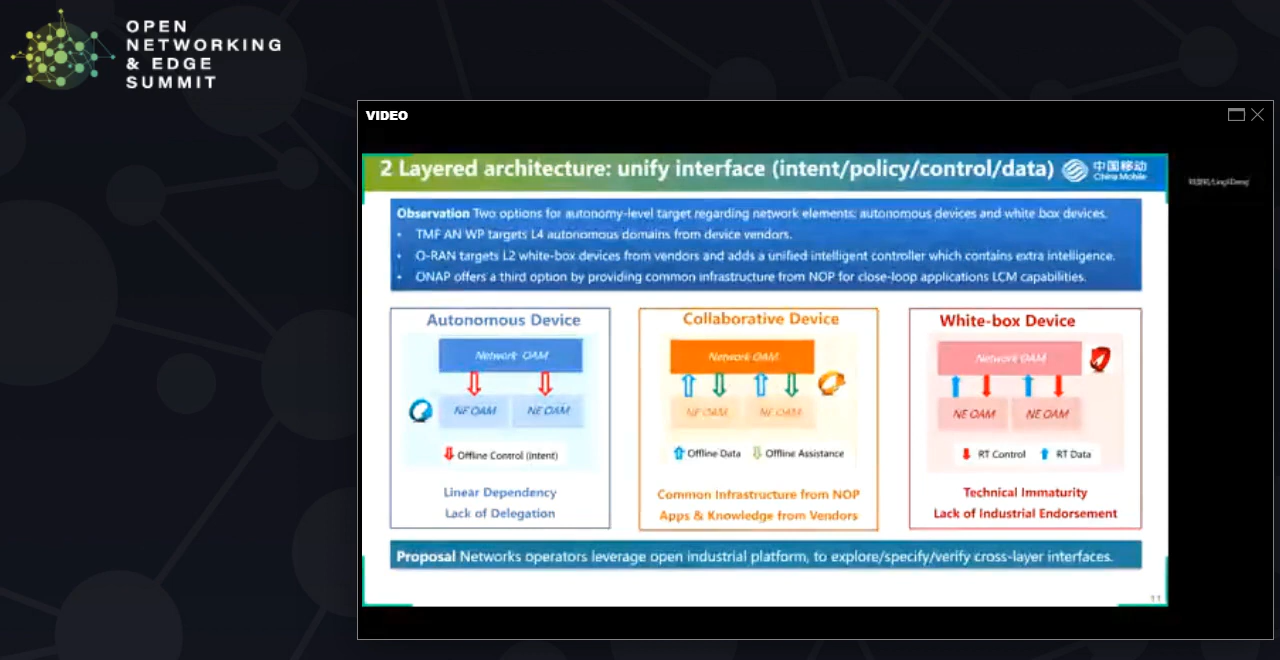 OPEN
NETWORKING
& EDGE
SUMMIT
VIDEO
2 Layered architecture: unify interface (intent/policy/control/data)
中国移动
China Mobile
Observation Two options for autonomy-level target regarding network elements: autonomous devices and white box devices.
• TMF AN WP targets L4 autonomous domains from device vendors.
• O-RAN targets L2 white-box devices from vendors and adds a unified intelligent controller which contains extra intelligence.
• ONAP offers a third option by providing common infrastructure from NOP for close-loop applications LCM capabilities.
Autonomous Device
Network OAM
NE OAM NE OAM
Offline Control (Intent)
Linear Dependency
Lack of Delegation
Collaborative Device
Network OAM
NE OAM NE OAM
Offline Data Offline Assistance
Common Infrastructure from NOP
Apps & Knowledge from Vendors
White-box Device
Network OAM
NE OAM NE OAM
RT Control RT Data
Technical Immaturity
Lack of Industrial Endorsement
Proposal Networks operators leverage open industrial platform, to explore/specify/verify cross-layer interfaces.
11